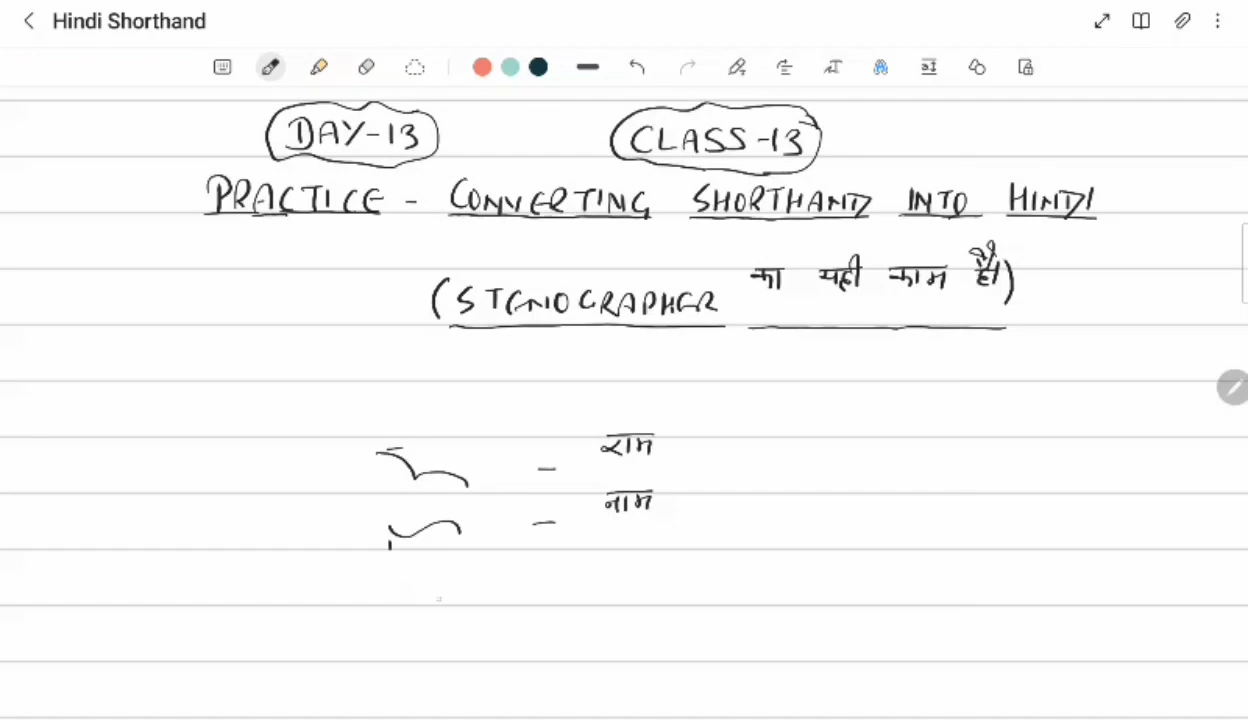 Hindi Shorthand
DAY-13 CLASS-13
PRACTICE - CONVERTING SHORTHAND INTO HINDI
(STENOGRAPHER का यही काम है।)
- राम
- नाम